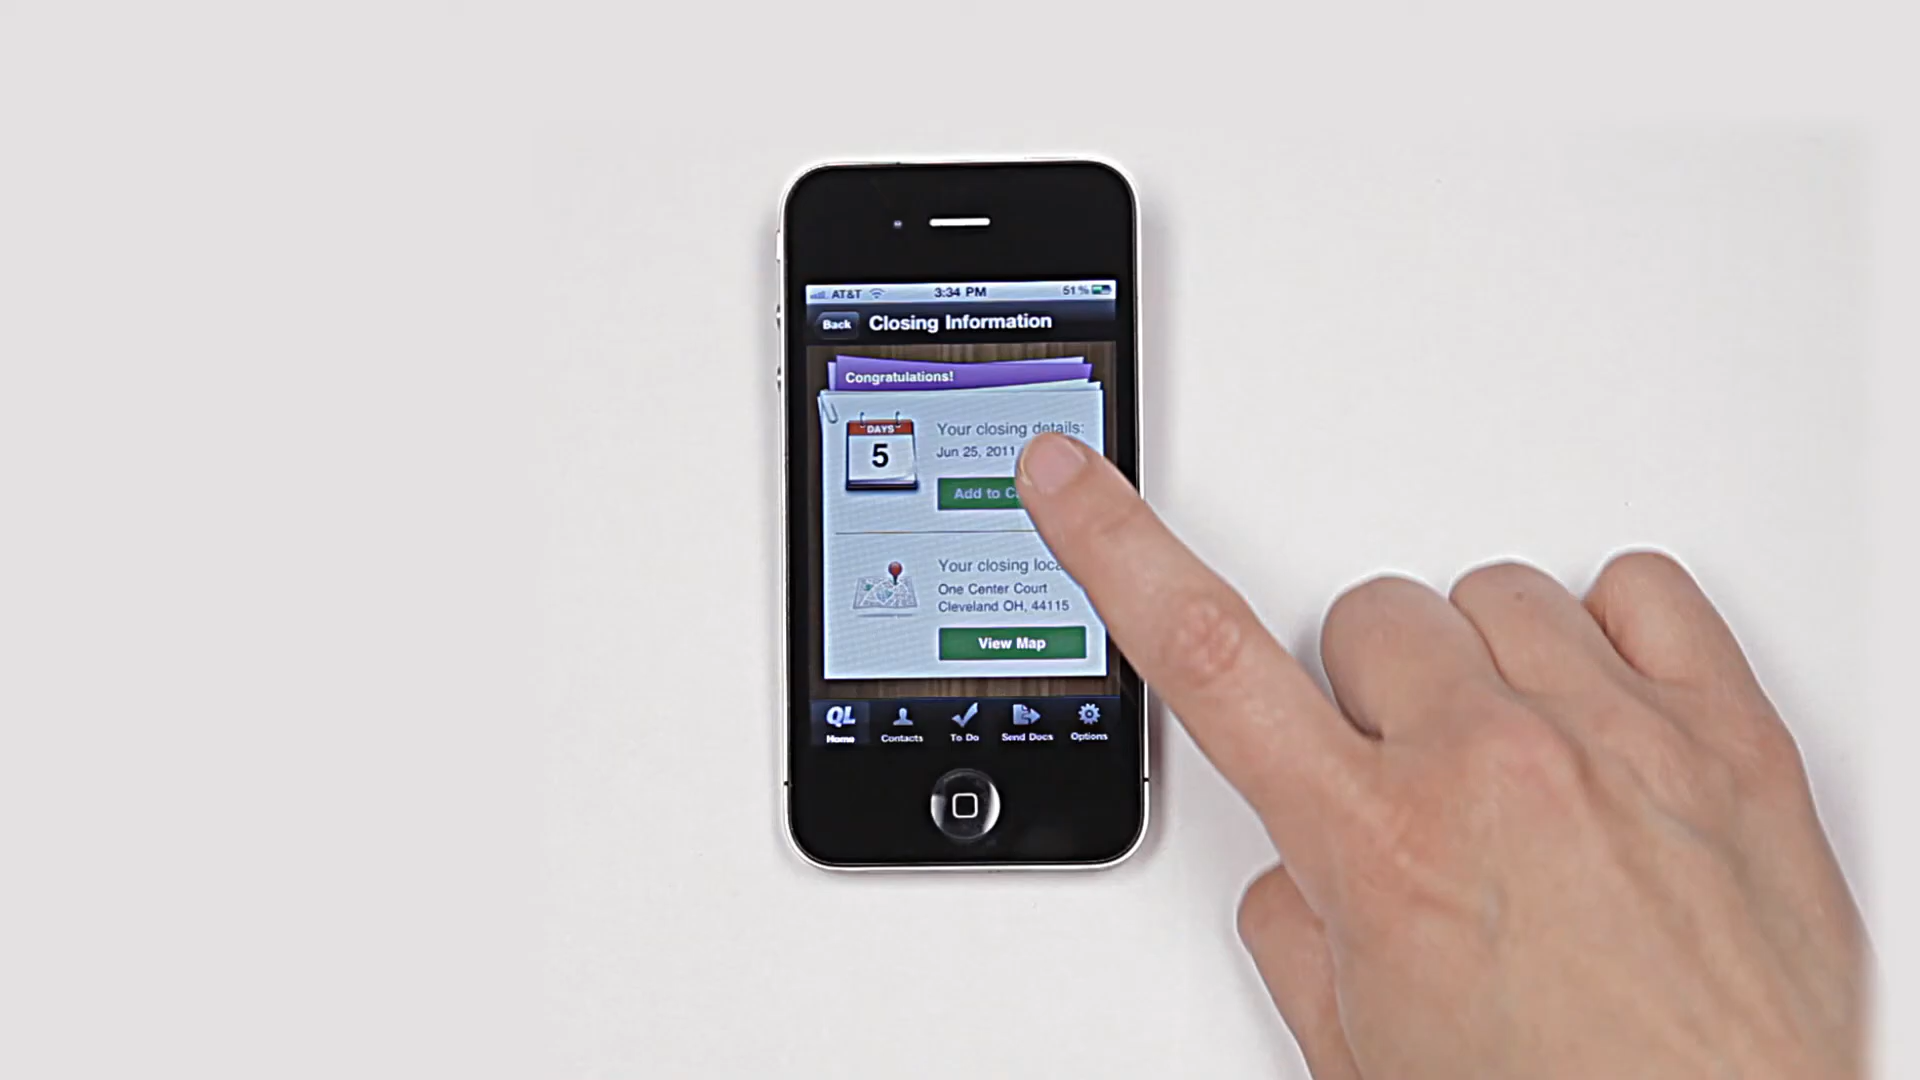 AT&T 3:34 PM 51%
Back Closing Information
Congratulations!
DAYS
5
Your closing details:
Jun 25, 2011
Add to
Your closing
One Center Court
Cleveland OH, 44115
View Map
QL
Home Contacts To Do Send Docs Options